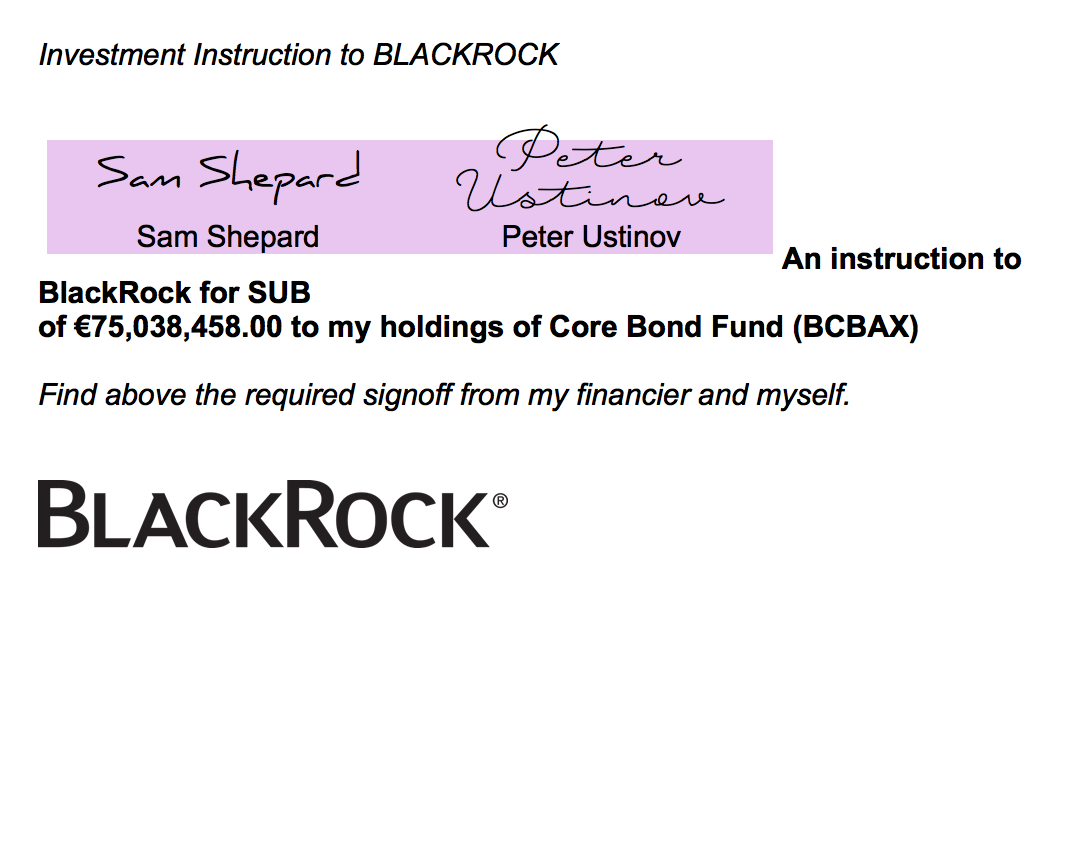 Investment Instruction to BLACKROCK
Sam Shepard
Peter
Ustinov
Sam Shepard
Peter Ustinov
An instruction to
BlackRock for SUB
of €75,038,458.00 to my holdings of Core Bond Fund (BCBAX)
Find above the required signoff from my financier and myself.
BLACKROCK®